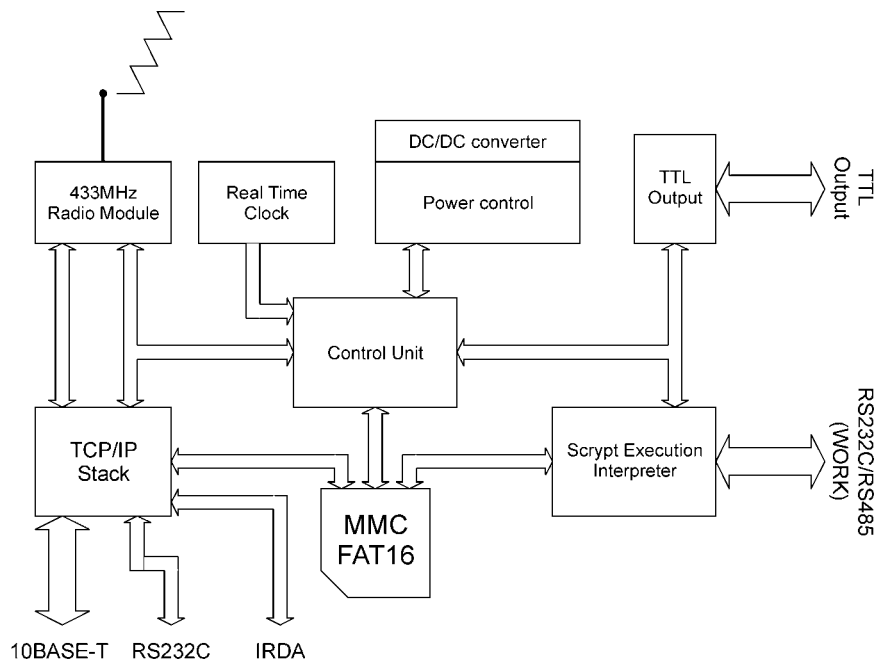 DC/DC converter
433MHz
Radio Module
Real Time
Clock
Power control
TTL
Output
TTL
Output
Control Unit
TCP/IP
Stack
Scrypt Execution
Interpreter
RS232C/RS485
(WORK)
MMC
FAT16
10BASE-T
RS232C
IRDA